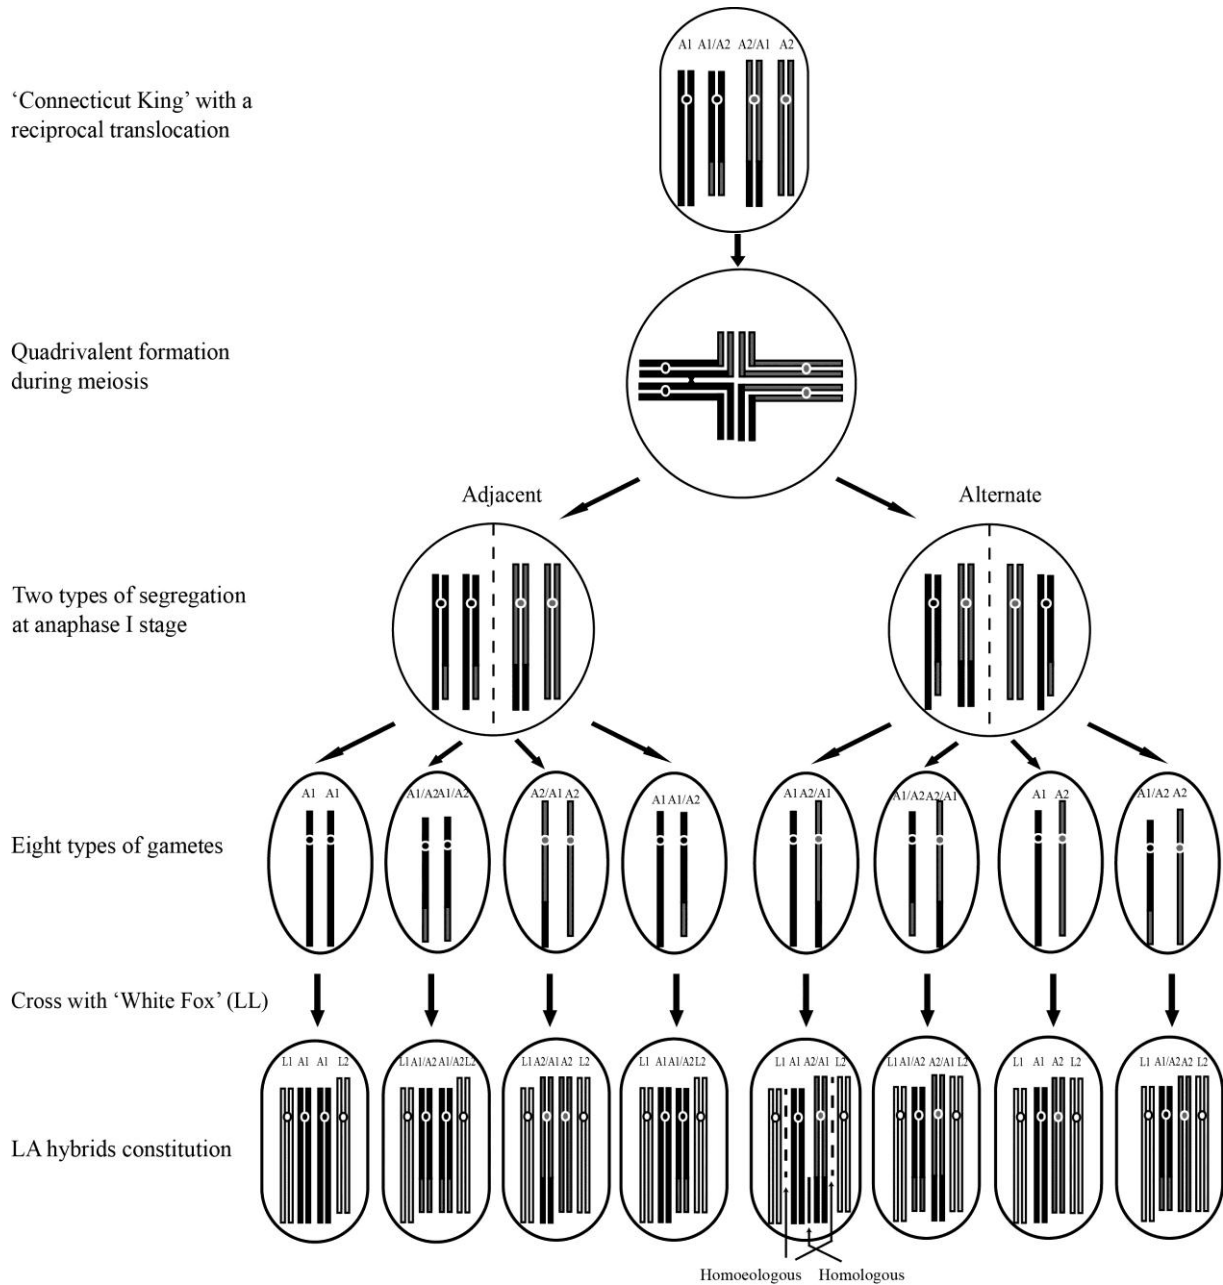 A1 A1/A2 A2/A1 A2
‘Connecticut King’ with a
reciprocal translocation
Quadrivalent formation
during meiosis
Adjacent Alternate
Two types of segregation
at anaphase I stage
A1 A1 A1/A2 A1/A2 A2/A1 A2 A1 A1/A2 A1 A2/A1 A1/A2 A2/A1 A1 A2 A1/A2 A2
Eight types of gametes
Cross with ‘White Fox’ (LL)
L1 A1 A1 L2 L1 A1/A2 A1/A2 L2 L1 A2/A1 A2 L2 L1 A1 A1/A2 L2 L1 A1 A2/A1 L2 L1 A1/A2 A2/A1 L2 L1 A1 A2 L2 L1 A1/A2 A2 L2
LA hybrids constitution
Homoeologous Homologous